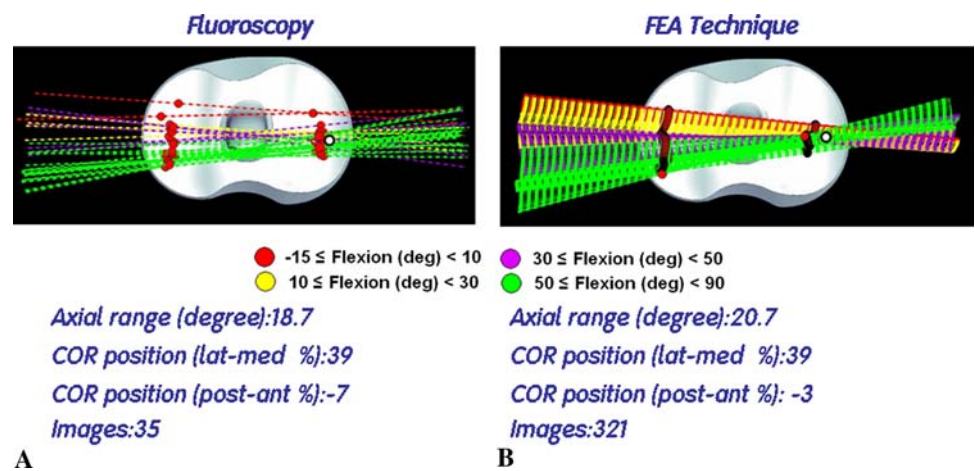 Fluoroscopy
FEA Technique
-15 ≤ Flexion (deg) < 10
30 ≤ Flexion (deg) < 50
10 ≤ Flexion (deg) < 30
50 ≤ Flexion (deg) < 90
Axial range (degree):18.7
COR position (lat-med %):39
COR position (post-ant %):-7
Images:35
A
Axial range (degree):20.7
COR position (lat-med %):39
COR position (post-ant %): -3
Images:321
B